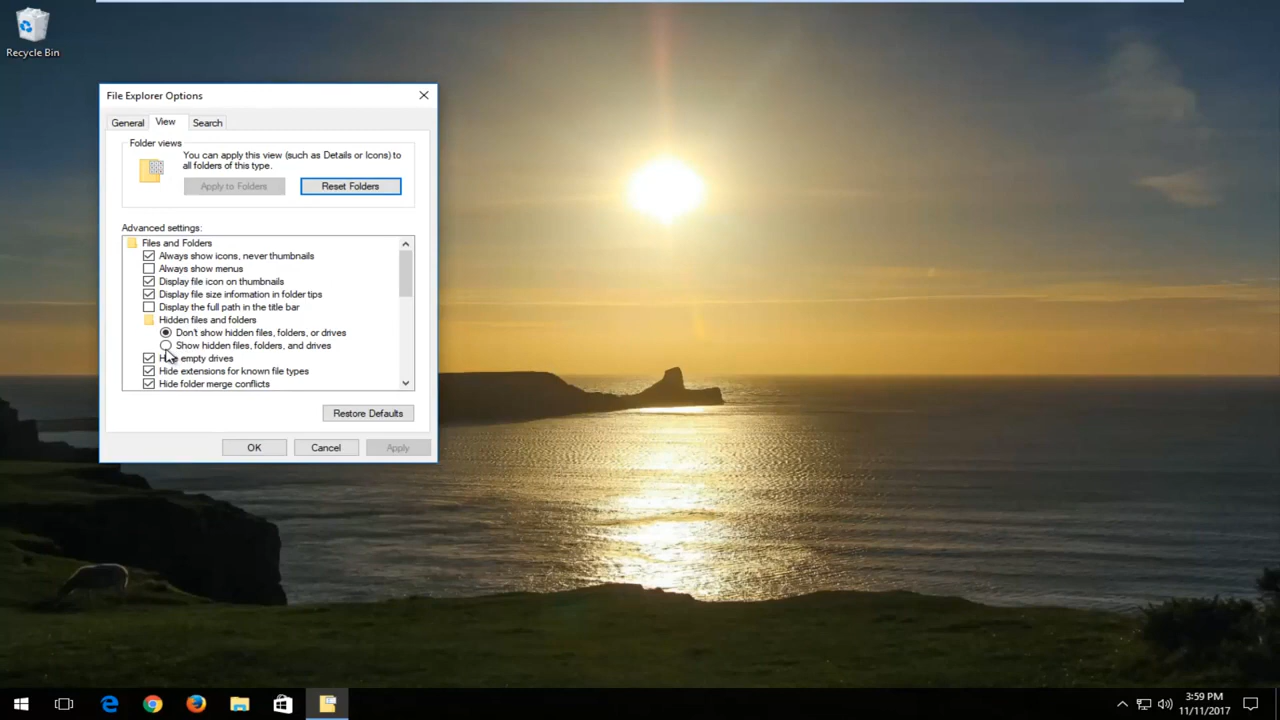 Recycle Bin
File Explorer Options
General
View
Search
Folder views
You can apply this view (such as Details or Icons) to
all folders of this type.
Apply to Folders
Reset Folders
Advanced settings:
Files and Folders
Always show icons, never thumbnails
Always show menus
Display file icon on thumbnails
Display file size information in folder tips
Display the full path in the title bar
Hidden files and folders
Don't show hidden files, folders, or drives
Show hidden files, folders, and drives
Hide empty drives
Hide extensions for known file types
Hide folder merge conflicts
Restore Defaults
OK
Cancel
Apply
3:59 PM
11/11/2017